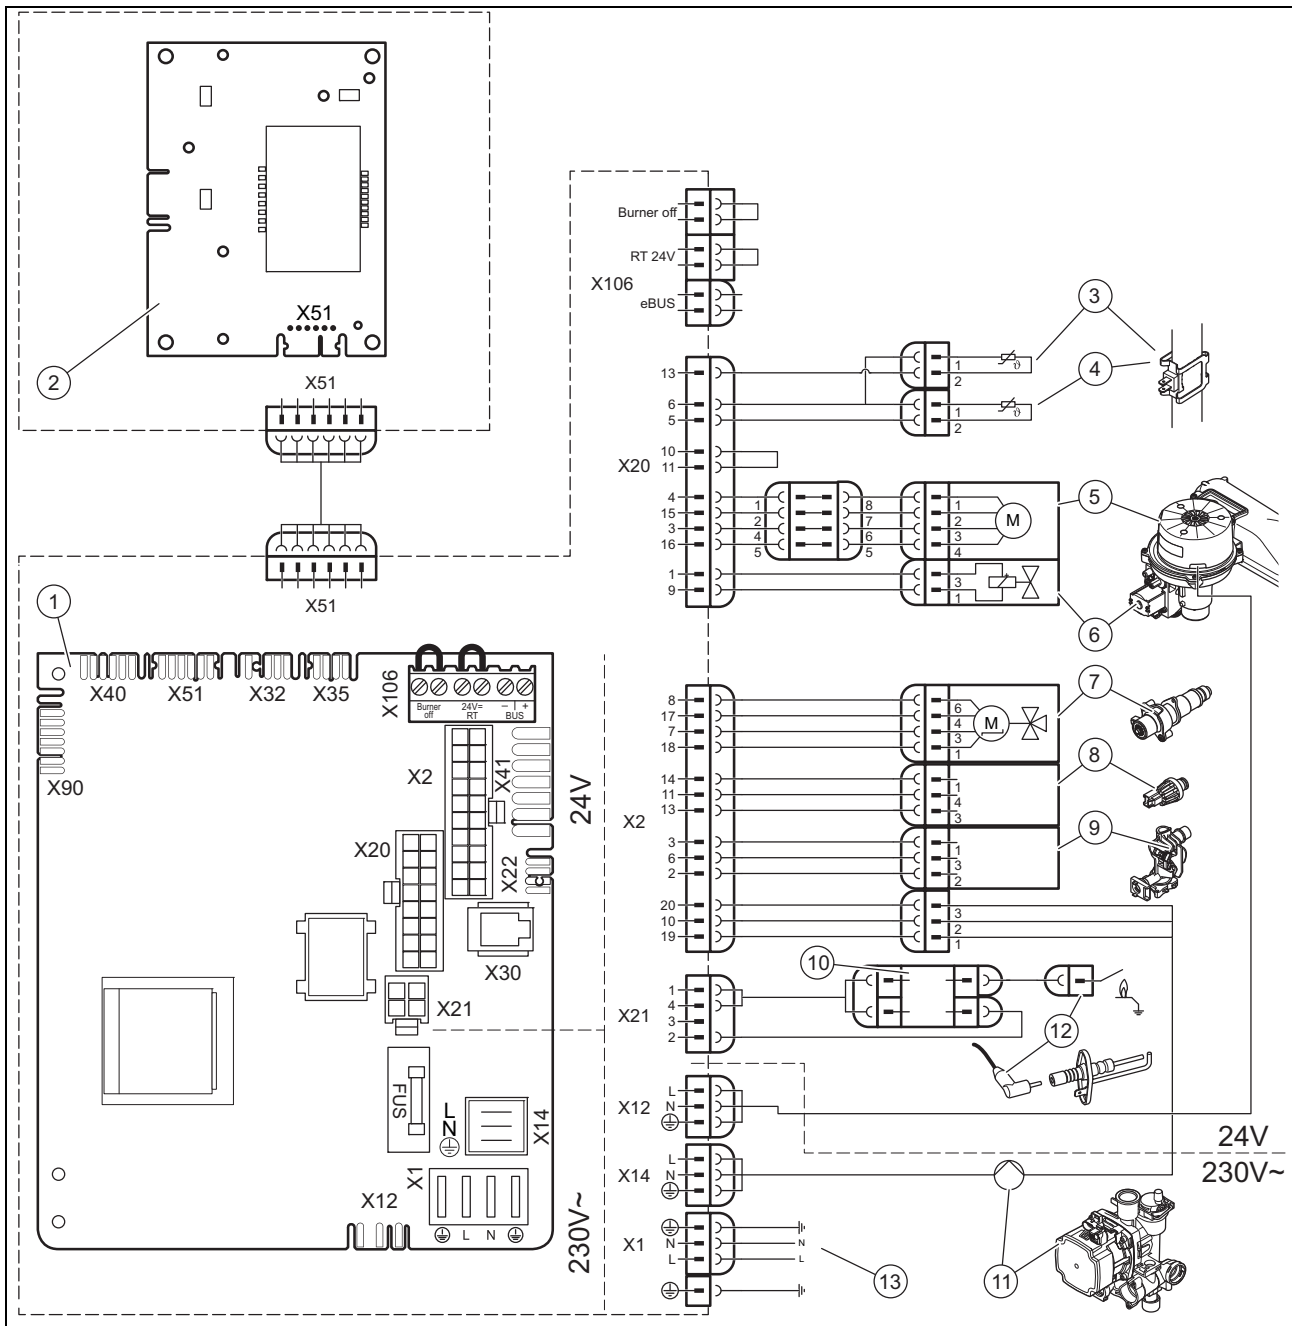 X51
2
X51
X51
1
X40
X51
X32
X35
X90
X106
Burner
off
24V=
RT
– | +
BUS
X2
X41
X20
X22
X30
X21
24V
FUS
L
N
X14
X1
X12
L N
230V~
Burner off
RT 24V
X106
eBUS
13
6
5
10
X20
11
4
15
3
16
1
9
1
2
1
2
3
4
1
2
4
5
8
7
6
5
1
2
3
4
M
5
3
1
6
8
17
7
18
6
4
3
1
M
7
14
11
13
1
4
3
8
X2
3
6
2
1
3
2
9
20
10
19
3
2
1
10
X21
1
4
3
2
12
X12
L
N
24V
230V~
X14
L
N
11
X1
N
L
N
L
13
ϑ
ϑ